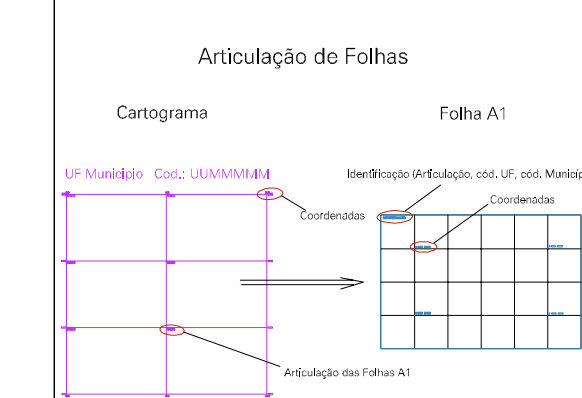 Articulação de Folhas
Cartograma
Folha A1
UF Municipio Cod.: UUMMMMM
Identificação (Articulação, cód. UF, cód. Municíp
Coordenadas
Coordenadas
Articulação das Folhas A1